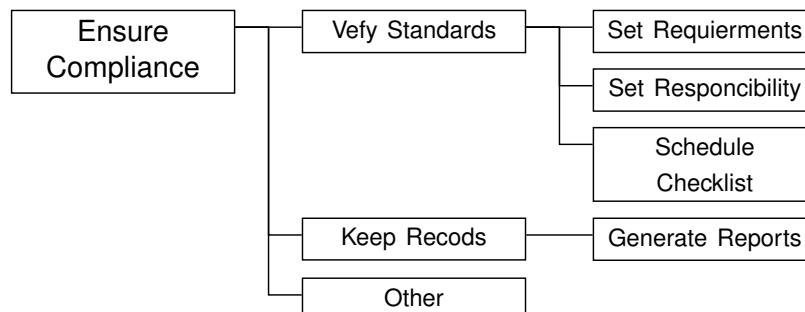 Ensure
Compliance
Vefy Standards
Set Requierments
Set Responcibility
Schedule
Checklist
Keep Recods
Generate Reports
Other